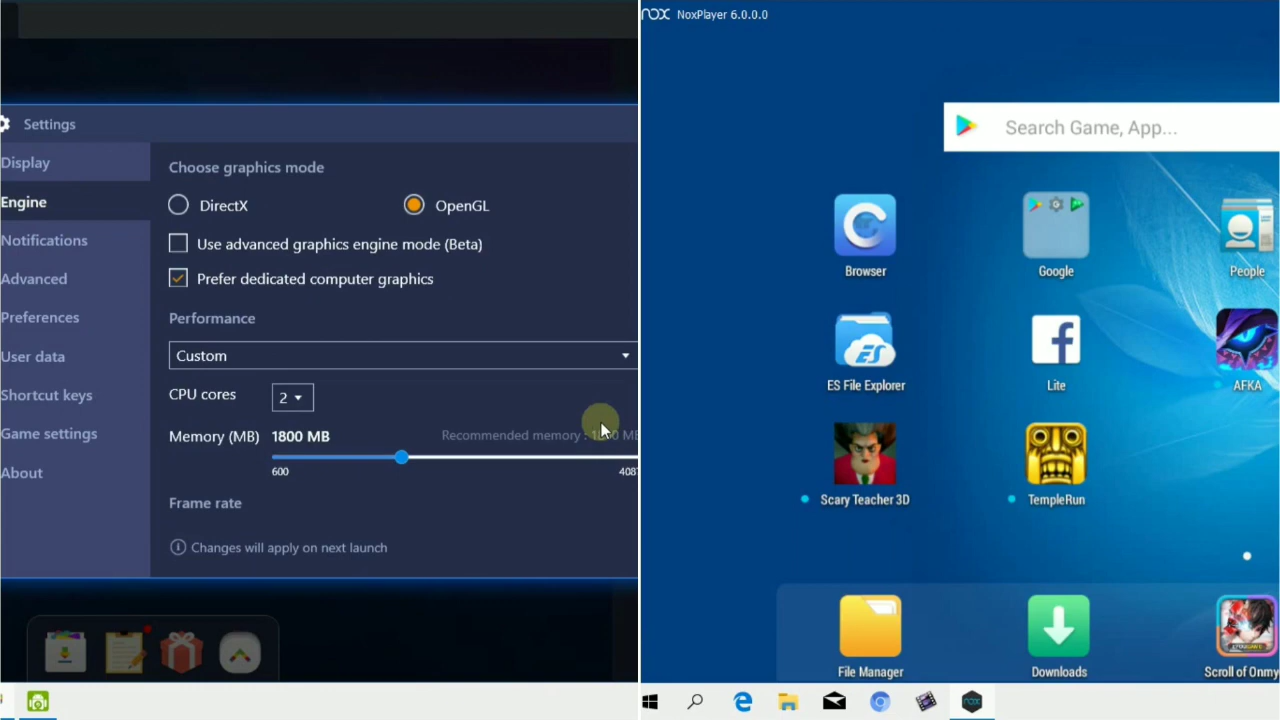 Settings
Display
Engine
Notifications
Advanced
Preferences
User data
Shortcut keys
Game settings
About
Choose graphics mode
DirectX
OpenGL
Use advanced graphics engine mode (Beta)
Prefer dedicated computer graphics
Performance
Custom
CPU cores
2
Memory (MB)
1800 MB
Recommended memory :
600
Frame rate
Changes will apply on next launch
nox NoxPlayer 6.0.0.0
Search Game, App...
Browser
Google
People
ES
ES File Explorer
Lite
AFKA
Scary Teacher 3D
TempleRun
File Manager
Downloads
Scroll of Onmy
nox